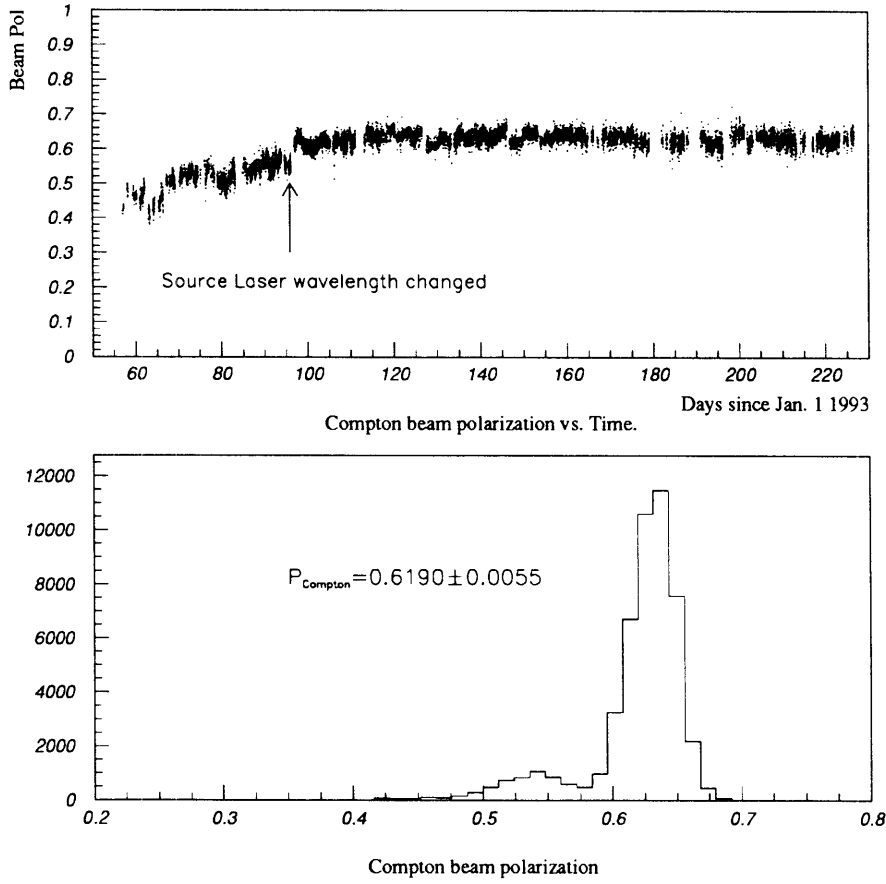 Beam Pol
1
0.9
0.8
0.7
0.6
0.5
0.4
0.3
0.2
0.1
0
Source Laser wavelength changed
60 80 100 120 140 160 180 200 220
Days since Jan. 1 1993
Compton beam polarization vs. Time.
12000
10000
8000
6000
4000
2000
0
P_Compton=0.6190±0.0055
0.2 0.3 0.4 0.5 0.6 0.7 0.8
Compton beam polarization